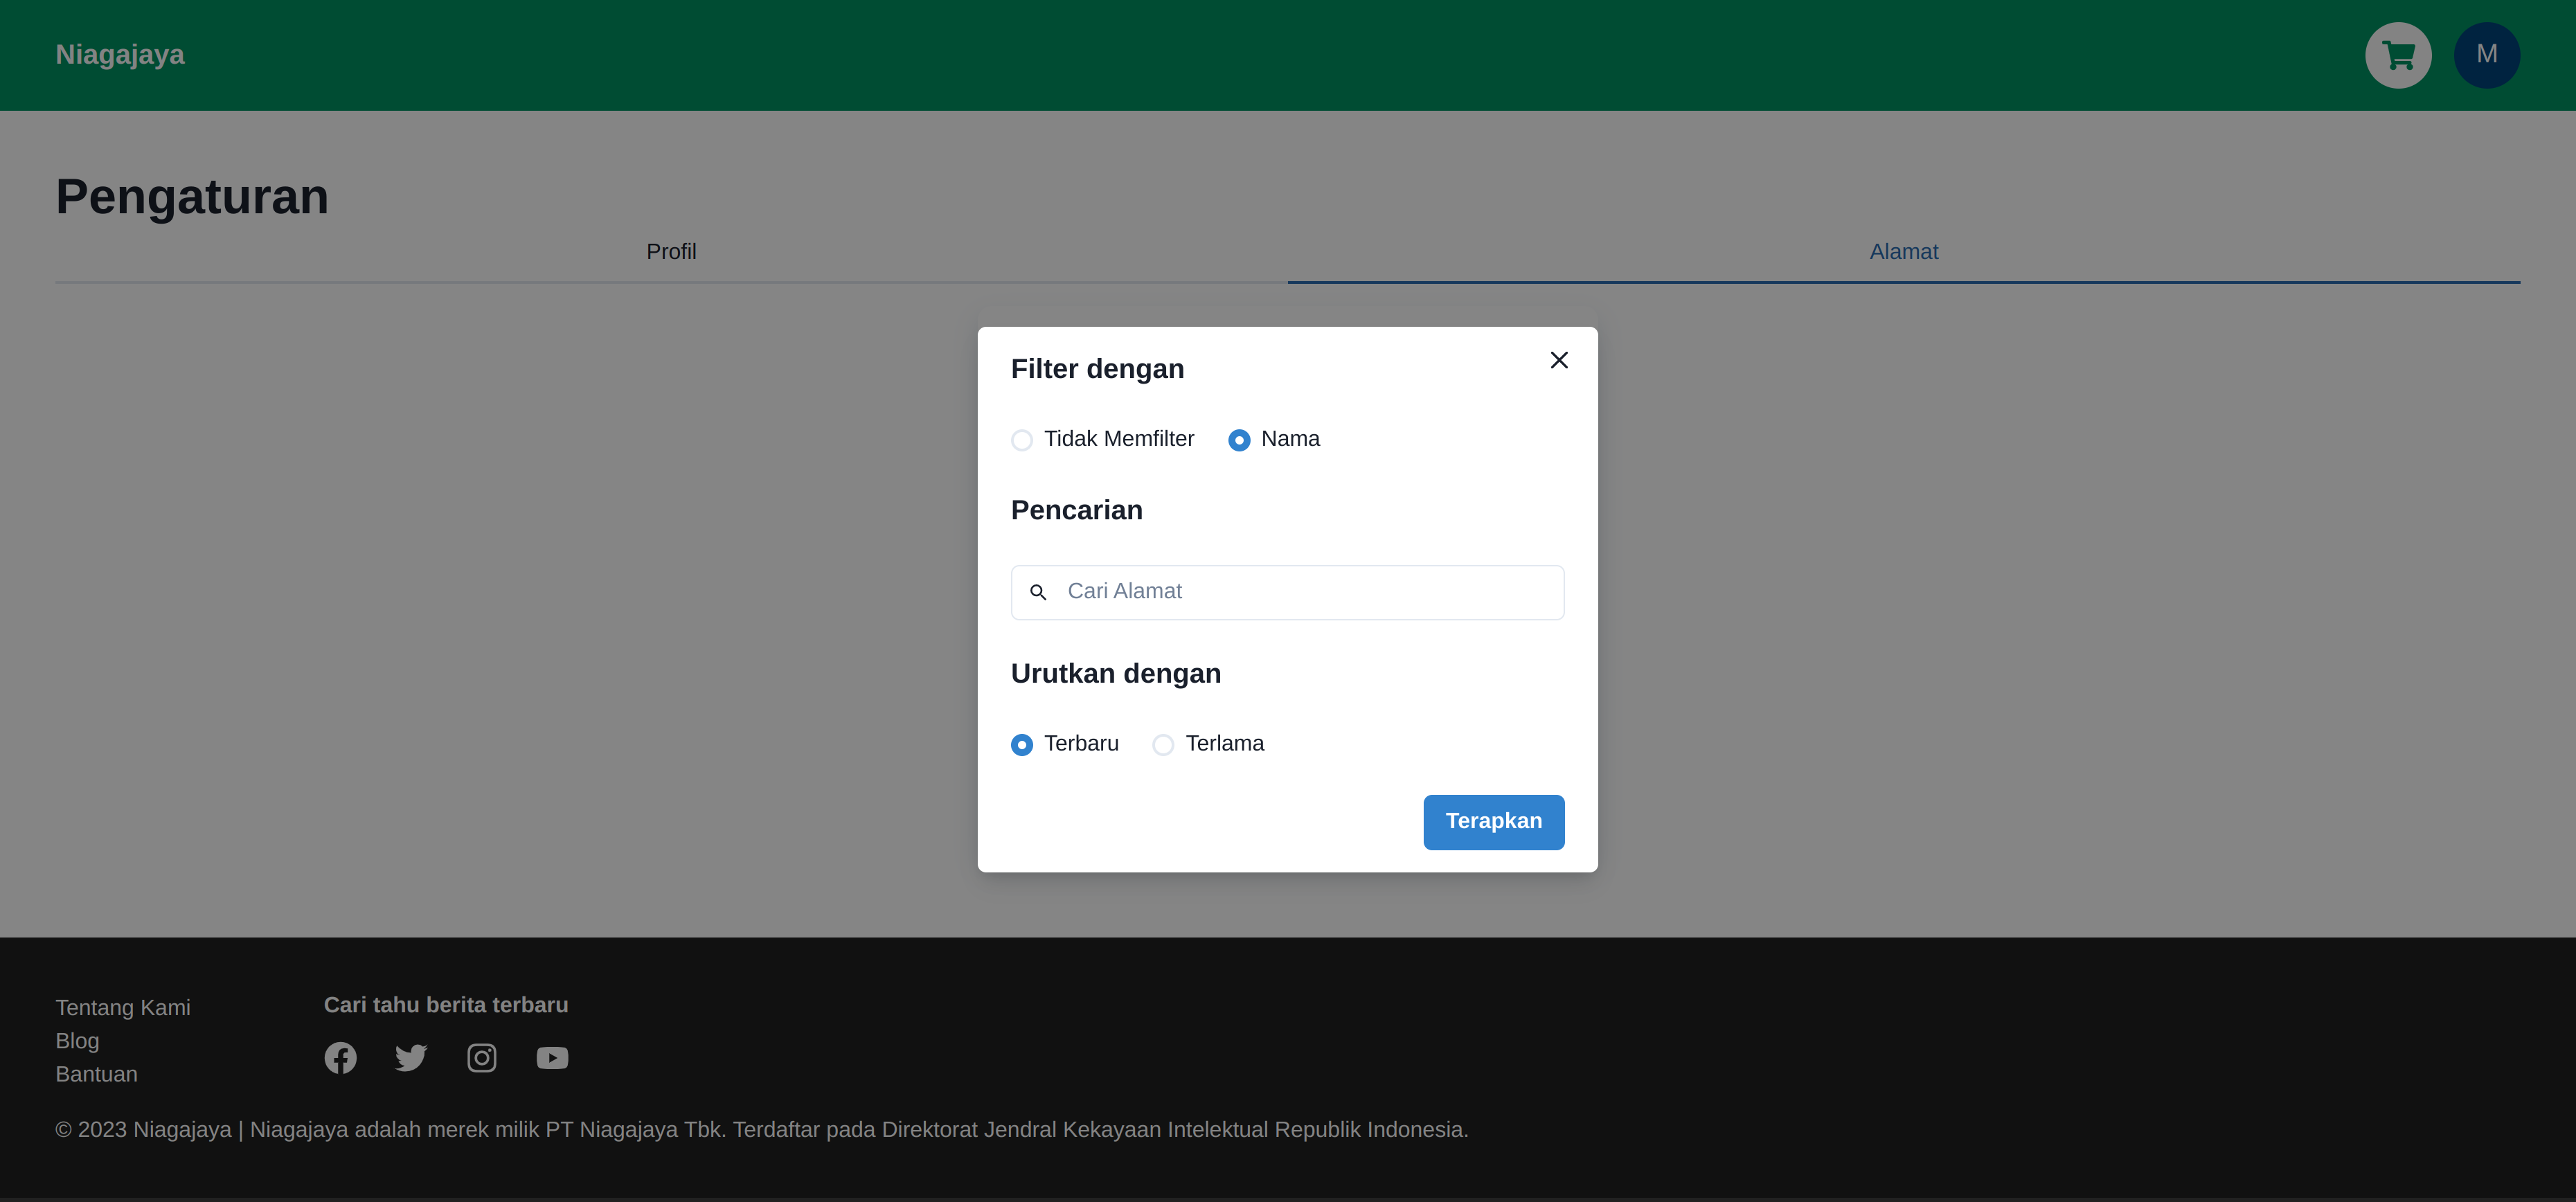 Niagajaya
M
Pengaturan
Profil
Alamat
Filter dengan
Tidak Memfilter
Nama
Pencarian
Cari Alamat
Urutkan dengan
Terbaru
Terlama
Terapkan
Tentang Kami
Blog
Bantuan
Cari tahu berita terbaru
© 2023 Niagajaya | Niagajaya adalah merek milik PT Niagajaya Tbk. Terdaftar pada Direktorat Jendral Kekayaan Intelektual Republik Indonesia.